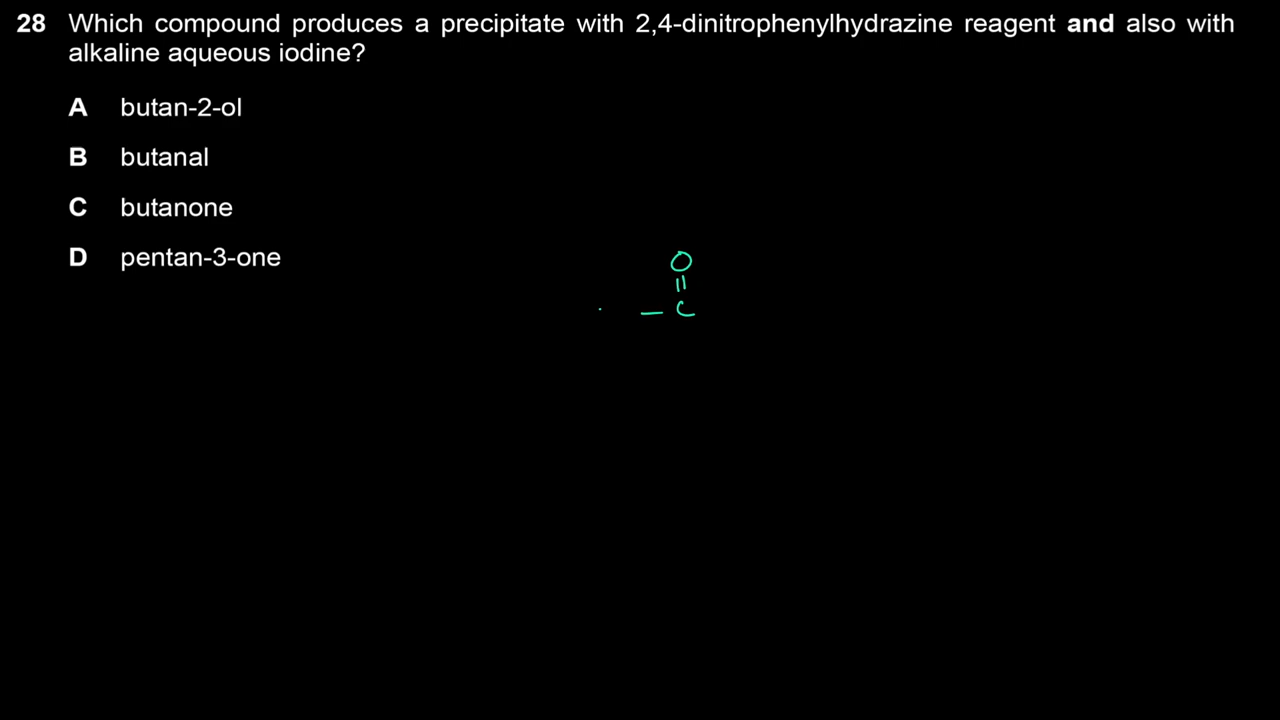 28 Which compound produces a precipitate with 2,4-dinitrophenylhydrazine reagent and also with
alkaline aqueous iodine?
A butan-2-ol
B butanal
C butanone
D pentan-3-one
O
=
– C